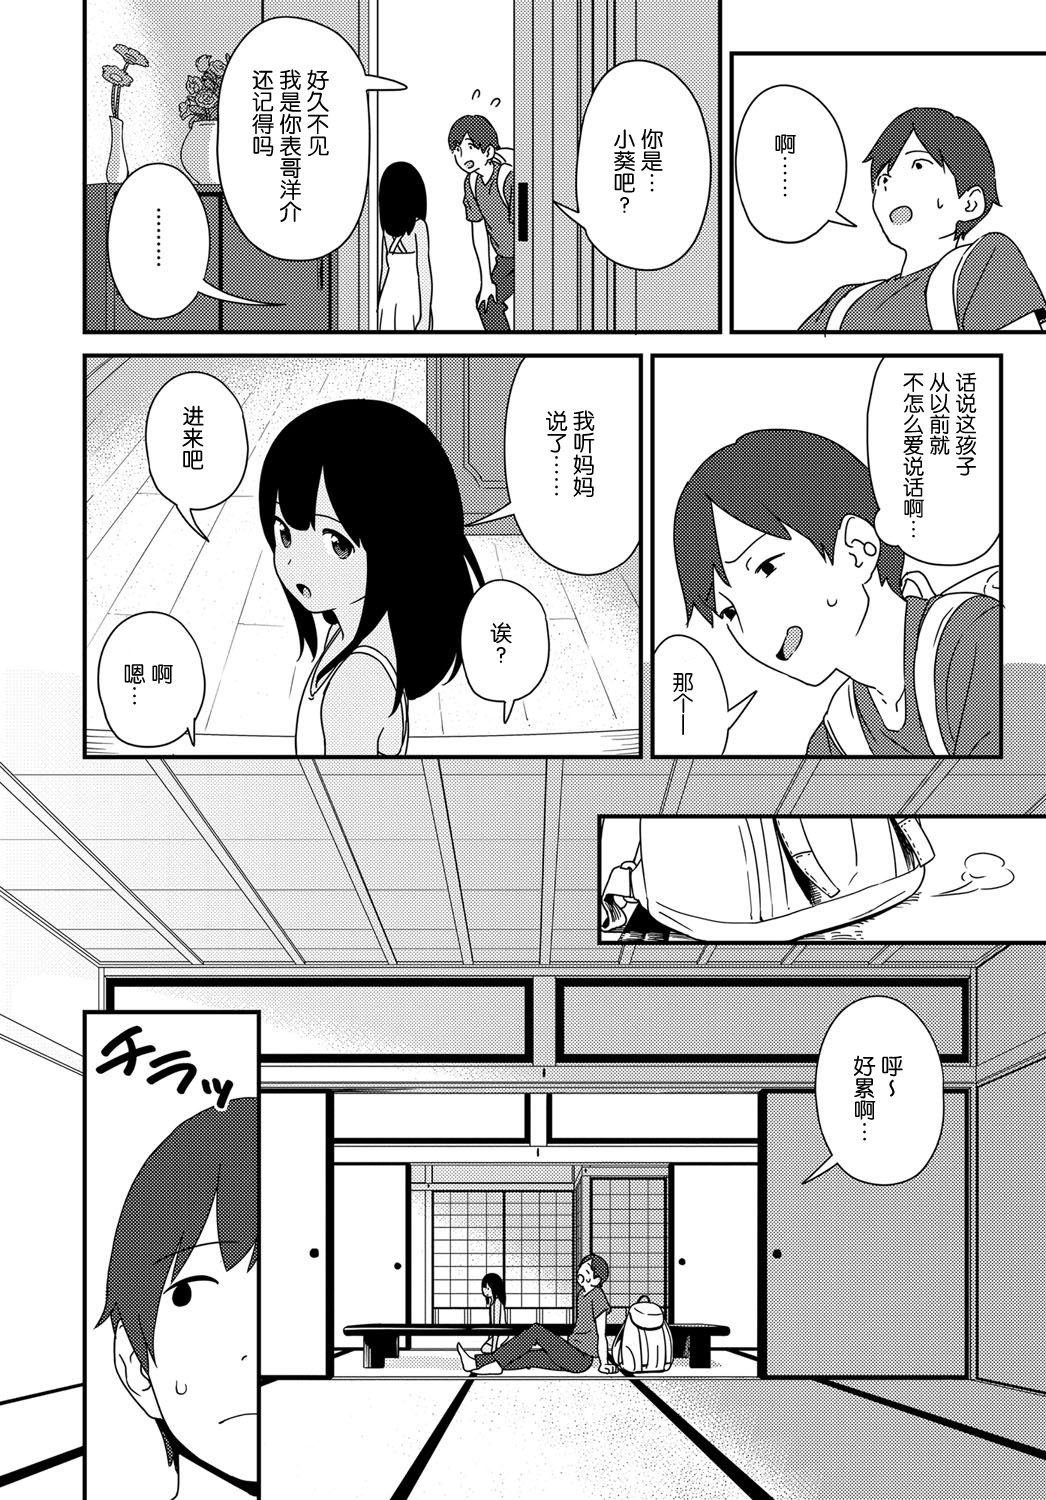 啊……
你是…
小葵吧？
好久不见
我是你表哥洋介
还记得吗
………
话说这孩子
从以前就
不怎么爱说话啊…
那个—
我听妈妈
说了……
进来吧
诶？
啊
嗯…
呼～
好累啊…
チラッ